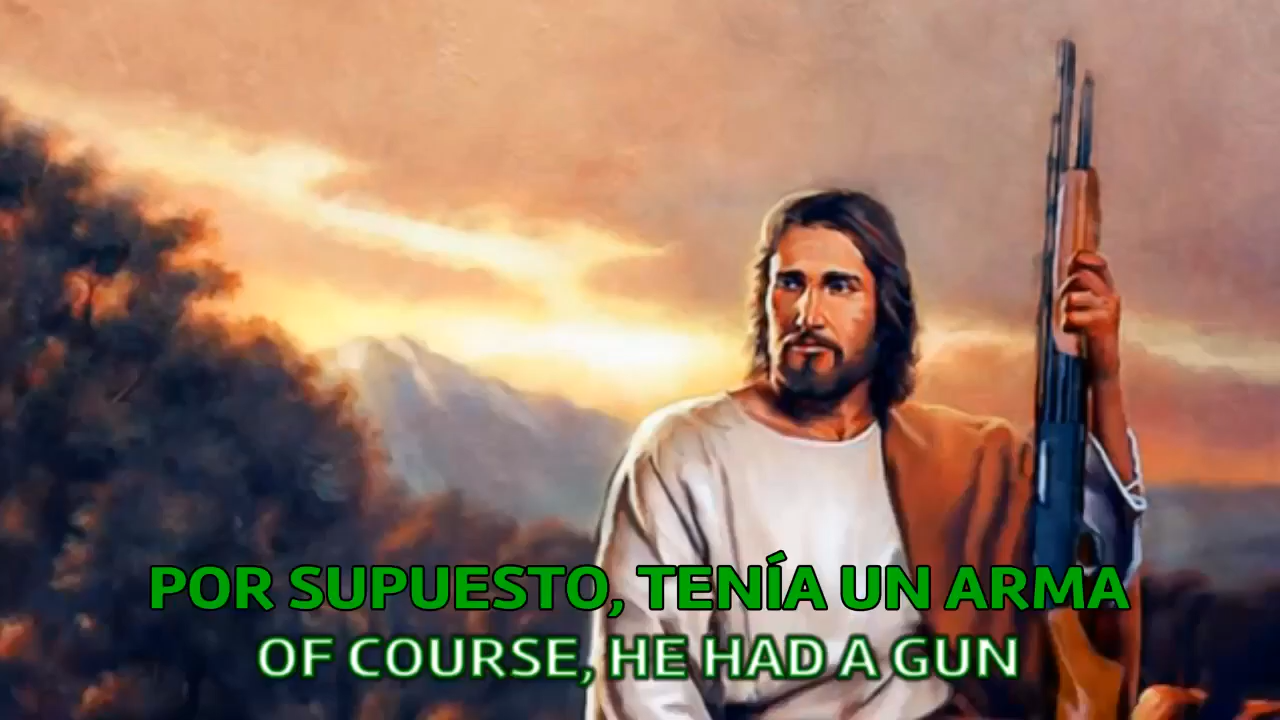 POR SUPUESTO, TENÍA UN ARMA
OF COURSE, HE HAD A GUN